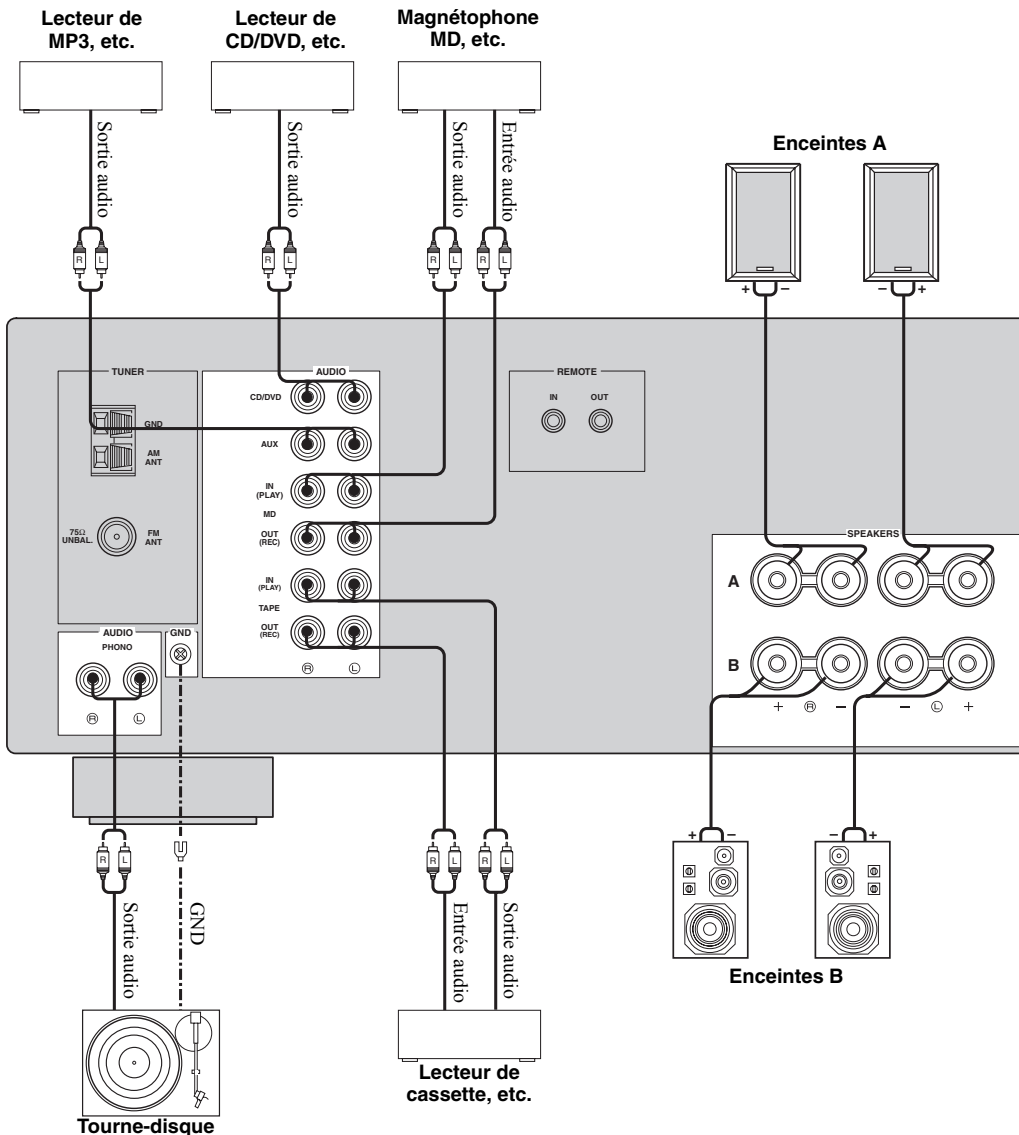 Lecteur de
MP3, etc.
Lecteur de
CD/DVD, etc.
Magnétophone
MD, etc.
Sortie audio
Sortie audio
Sortie audio
Entrée audio
Enceintes A
R L
R L
R L
R L
+ −
− +
TUNER
GND
AM
ANT
75Ω
UNBAL.
FM
ANT
AUDIO
CD/DVD
AUX
IN
(PLAY)
MD
OUT
(REC)
IN
(PLAY)
TAPE
OUT
(REC)
R L
REMOTE
IN OUT
SPEAKERS
A
B
+ R − − L +
AUDIO
PHONO
R L
GND
R L
R L
R L
+ −
− +
Sortie audio
GND
Entrée audio
Sortie audio
Enceintes B
Lecteur de
cassette, etc.
Tourne-disque